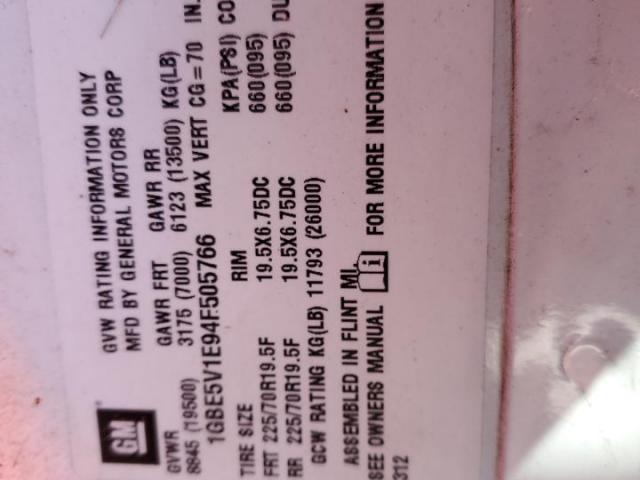 GM
GVW RATING INFORMATION ONLY
MFD BY GENERAL MOTORS CORP
GVWR GAWR FRT GAWR RR
8845 (19500) 3175 (7000) 6123 (13500) KG(LB)
1GBE5V1E94F505766 MAX VERT CG=70 IN.
TIRE SIZE RIM KPA(PSI) CO
FRT 225/70R19.5F 19.5X6.75DC 660(095)
RR 225/70R19.5F 19.5X6.75DC 660(095) DU
GCW RATING KG(LB) 11793 (26000)
ASSEMBLED IN FLINT MI.
SEE OWNERS MANUAL i FOR MORE INFORMATION
312